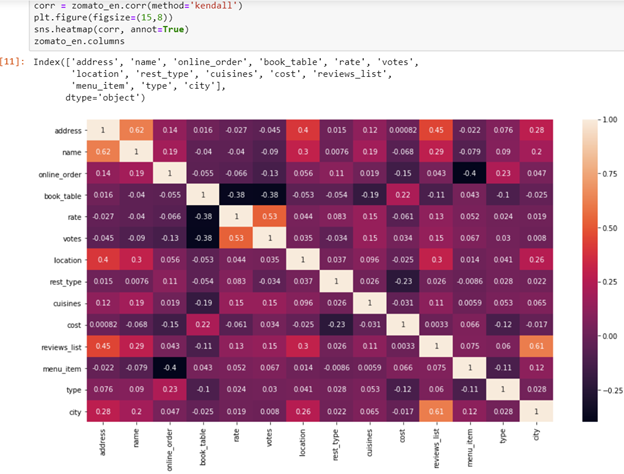 corr = zomato_en.corr(method='kendall')
plt.figure(figsize=(15,8))
sns.heatmap(corr, annot=True)
zomato_en.columns
[11]: Index(['address', 'name', 'online_order', 'book_table', 'rate', 'votes',
'location', 'rest_type', 'cuisines', 'cost', 'reviews_list',
'menu_item', 'type', 'city'],
dtype='object')
address 1 0.62 0.14 0.016 -0.027 -0.045 0.4 0.015 0.12 0.00082 0.45 -0.022 0.076 0.28
name 0.62 1 0.19 -0.04 -0.04 -0.09 0.3 0.0076 0.19 -0.068 0.29 -0.079 0.09 0.2
online_order 0.14 0.19 1 -0.055 -0.066 -0.13 0.056 0.11 0.019 -0.15 0.043 -0.4 0.23 0.047
book_table 0.016 -0.04 -0.055 1 -0.38 -0.38 -0.053 -0.054 -0.19 0.22 -0.11 0.043 -0.1 -0.025
rate -0.027 -0.04 -0.066 -0.38 1 0.53 0.044 0.083 0.15 -0.061 0.13 0.052 0.024 0.019
votes -0.045 -0.09 -0.13 -0.38 0.53 1 0.035 -0.034 0.15 0.034 0.15 0.067 0.03 0.008
location 0.4 0.3 0.056 -0.053 0.044 0.035 1 0.037 0.096 -0.025 0.3 0.014 0.041 0.26
rest_type 0.015 0.0076 0.11 -0.054 0.083 -0.034 0.037 1 0.026 -0.23 0.026 -0.0086 0.028 0.022
cuisines 0.12 0.19 0.019 -0.19 0.15 0.15 0.096 0.026 1 -0.031 0.11 0.0059 0.053 0.065
cost 0.00082 -0.068 -0.15 0.22 -0.061 0.034 -0.025 -0.23 -0.031 1 0.0033 0.066 -0.12 -0.017
reviews_list 0.45 0.29 0.043 -0.11 0.13 0.15 0.3 0.026 0.11 0.0033 1 0.075 0.06 0.61
menu_item -0.022 -0.079 -0.4 0.043 0.052 0.067 0.014 -0.0086 0.0059 0.066 0.075 1 -0.11 0.12
type 0.076 0.09 0.23 -0.1 0.024 0.03 0.041 0.028 0.053 -0.12 0.06 -0.11 1 0.028
city 0.28 0.2 0.047 -0.025 0.019 0.008 0.26 0.022 0.065 -0.017 0.61 0.12 0.028 1
address name online_order book_table rate votes location rest_type cuisines cost reviews_list menu_item type city
1.00
0.75
0.50
0.25
0.00
−0.25